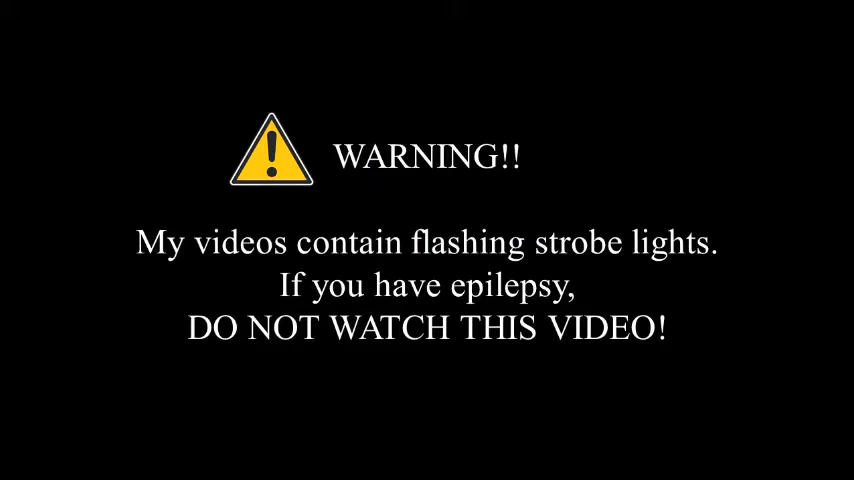 WARNING!!
My videos contain flashing strobe lights.
If you have epilepsy,
DO NOT WATCH THIS VIDEO!